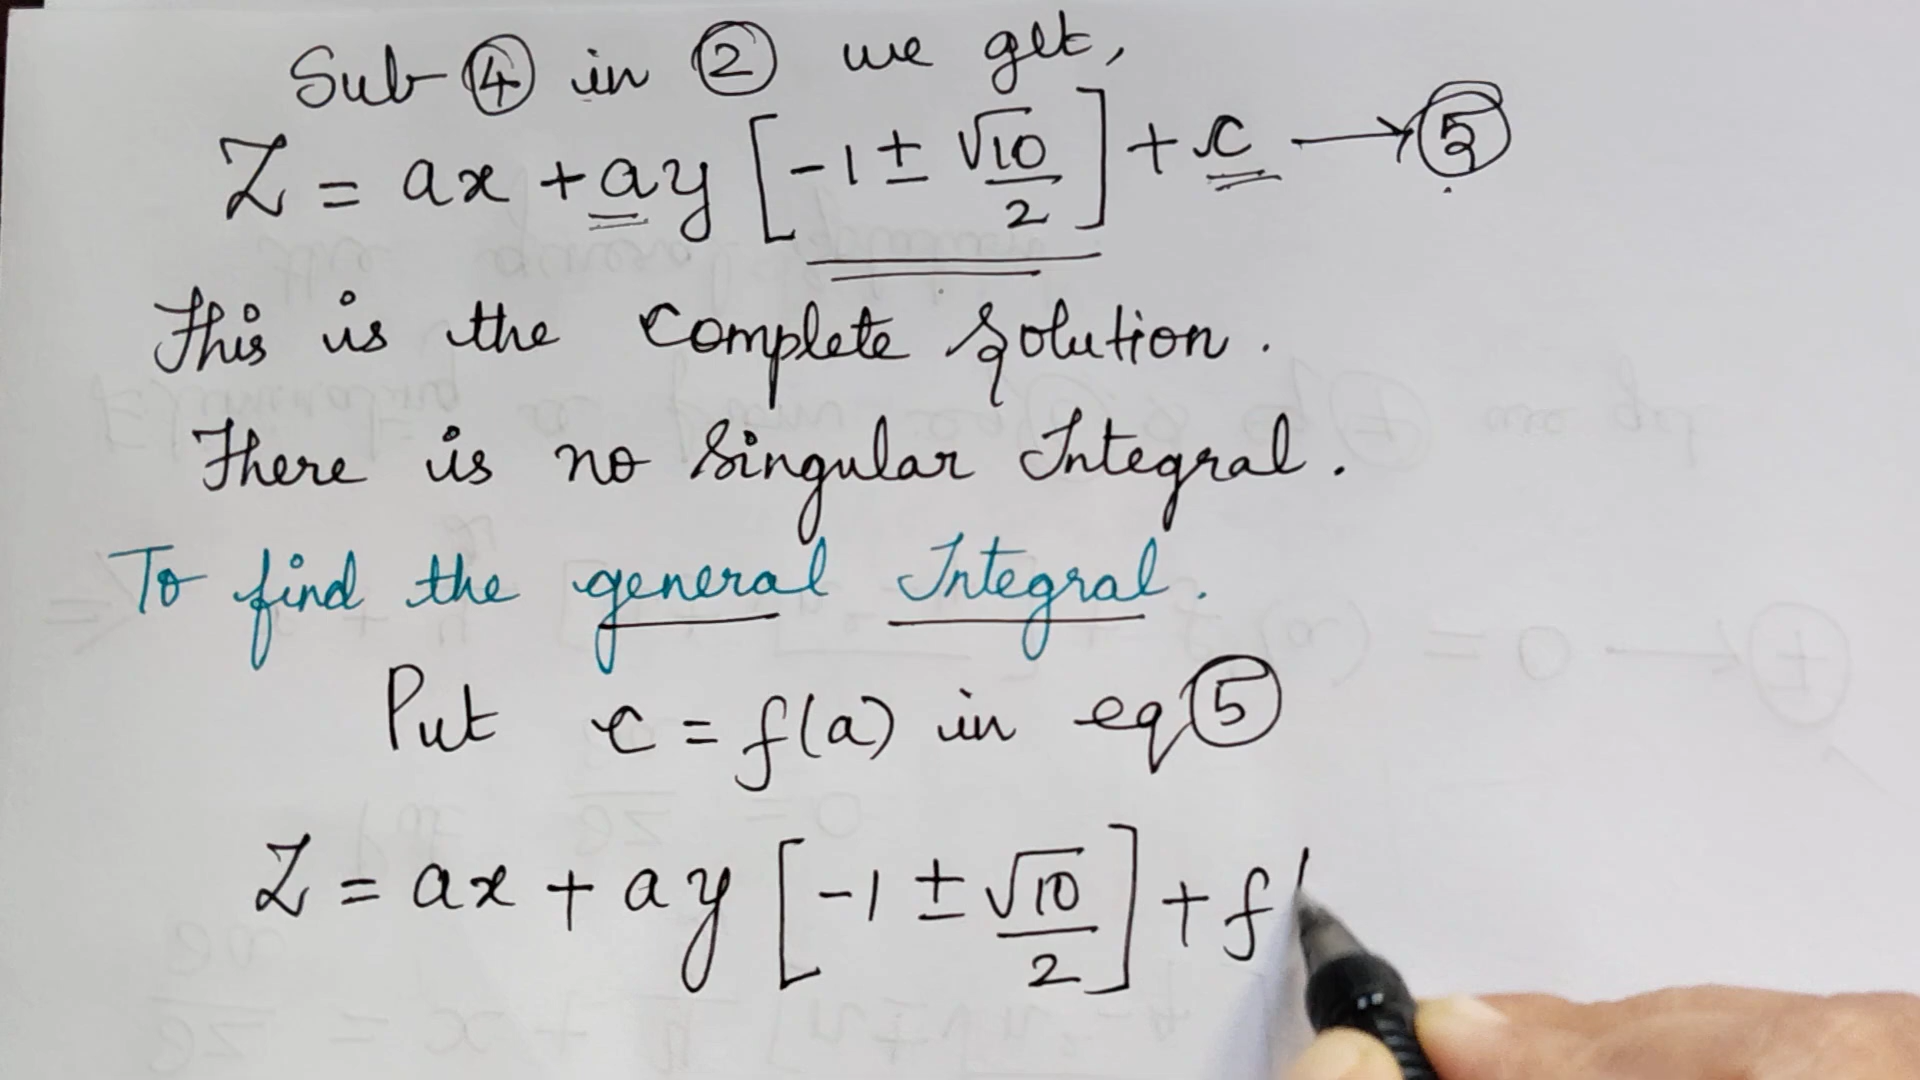 Sub ④ in ② we get,
Z = ax + ay [-1 ± √10/2] + c → ⑤
This is the complete solution.
There is no Singular Integral.
To find the general Integral.
Put c = f(a) in eq ⑤
Z = ax + ay [-1 ± √10/2] + f(